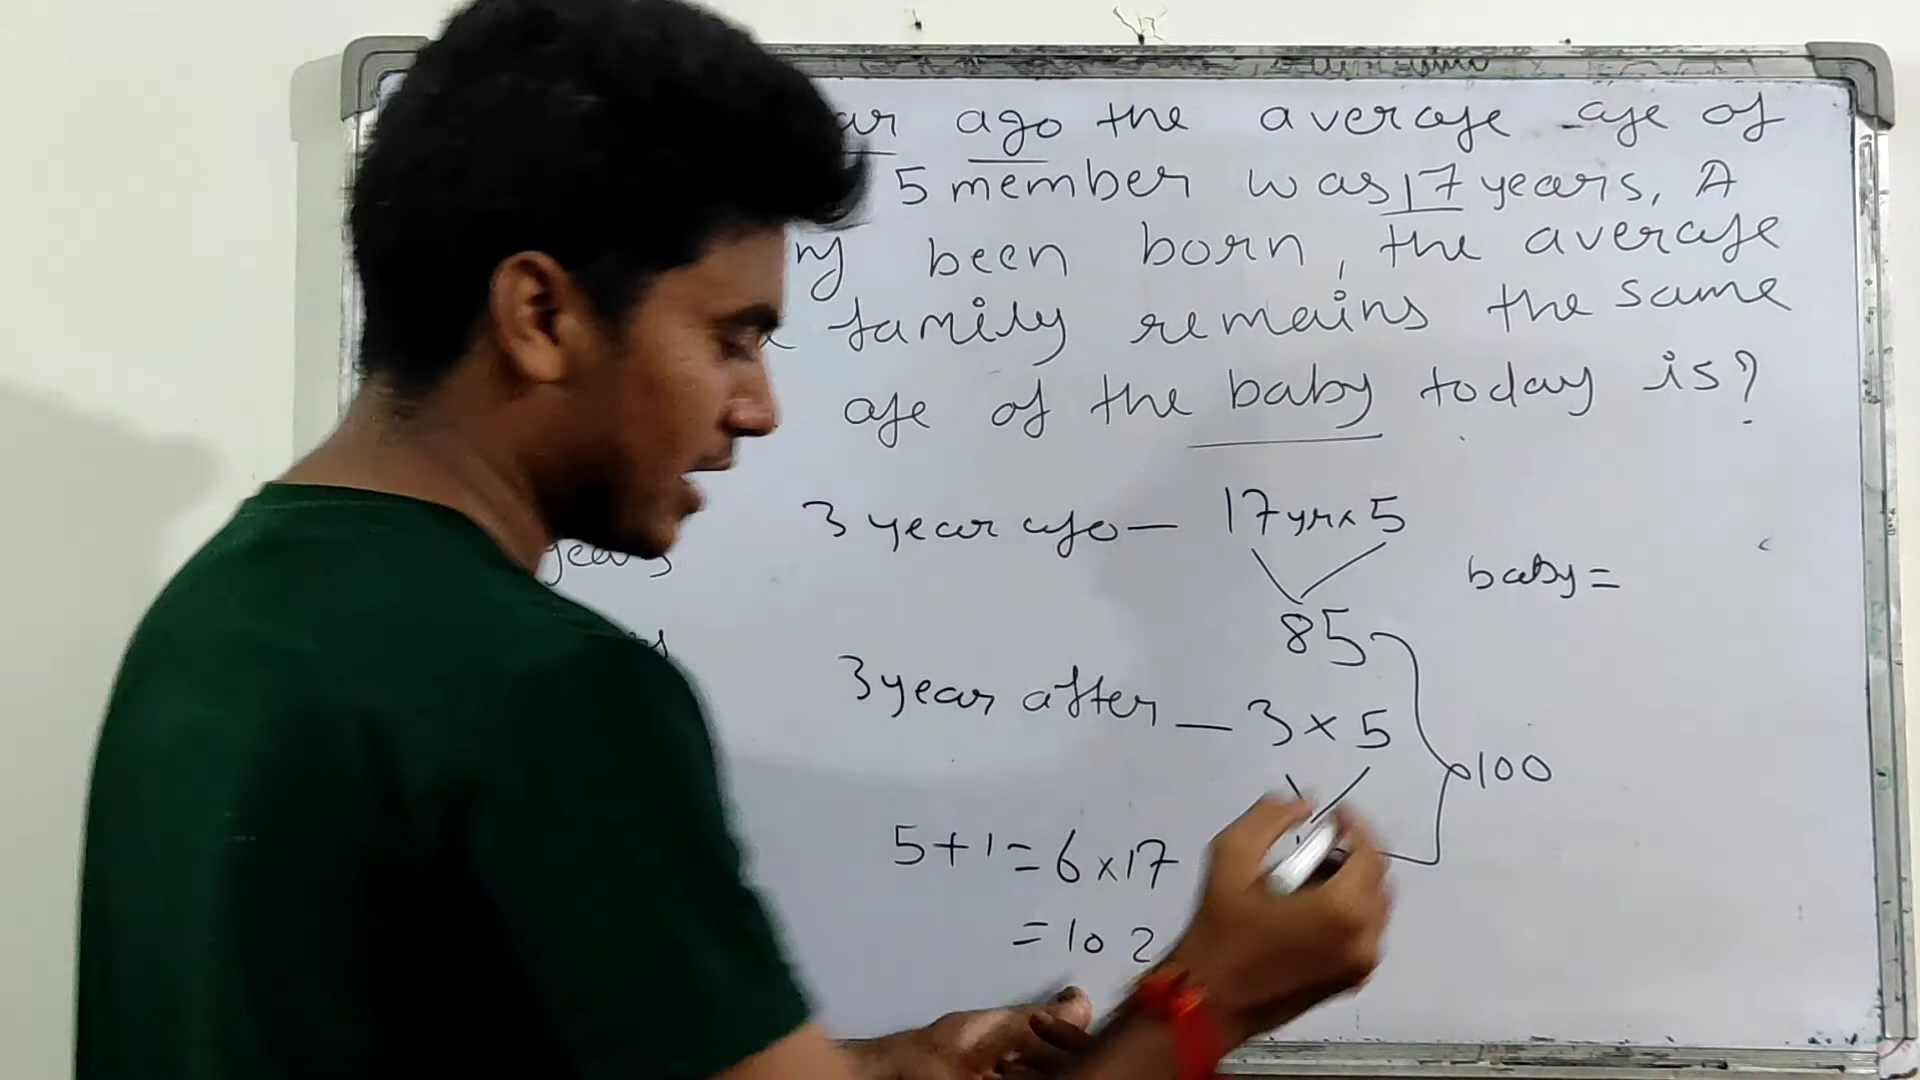 ago the average age of
5 member was 17 years, A
been born, the average
family remains the same
age of the baby today is?
3 year ago — 17yr x 5
years
baby =
85
3 year after — 3 x 5
100
5 + 1 = 6 x 17
= 102